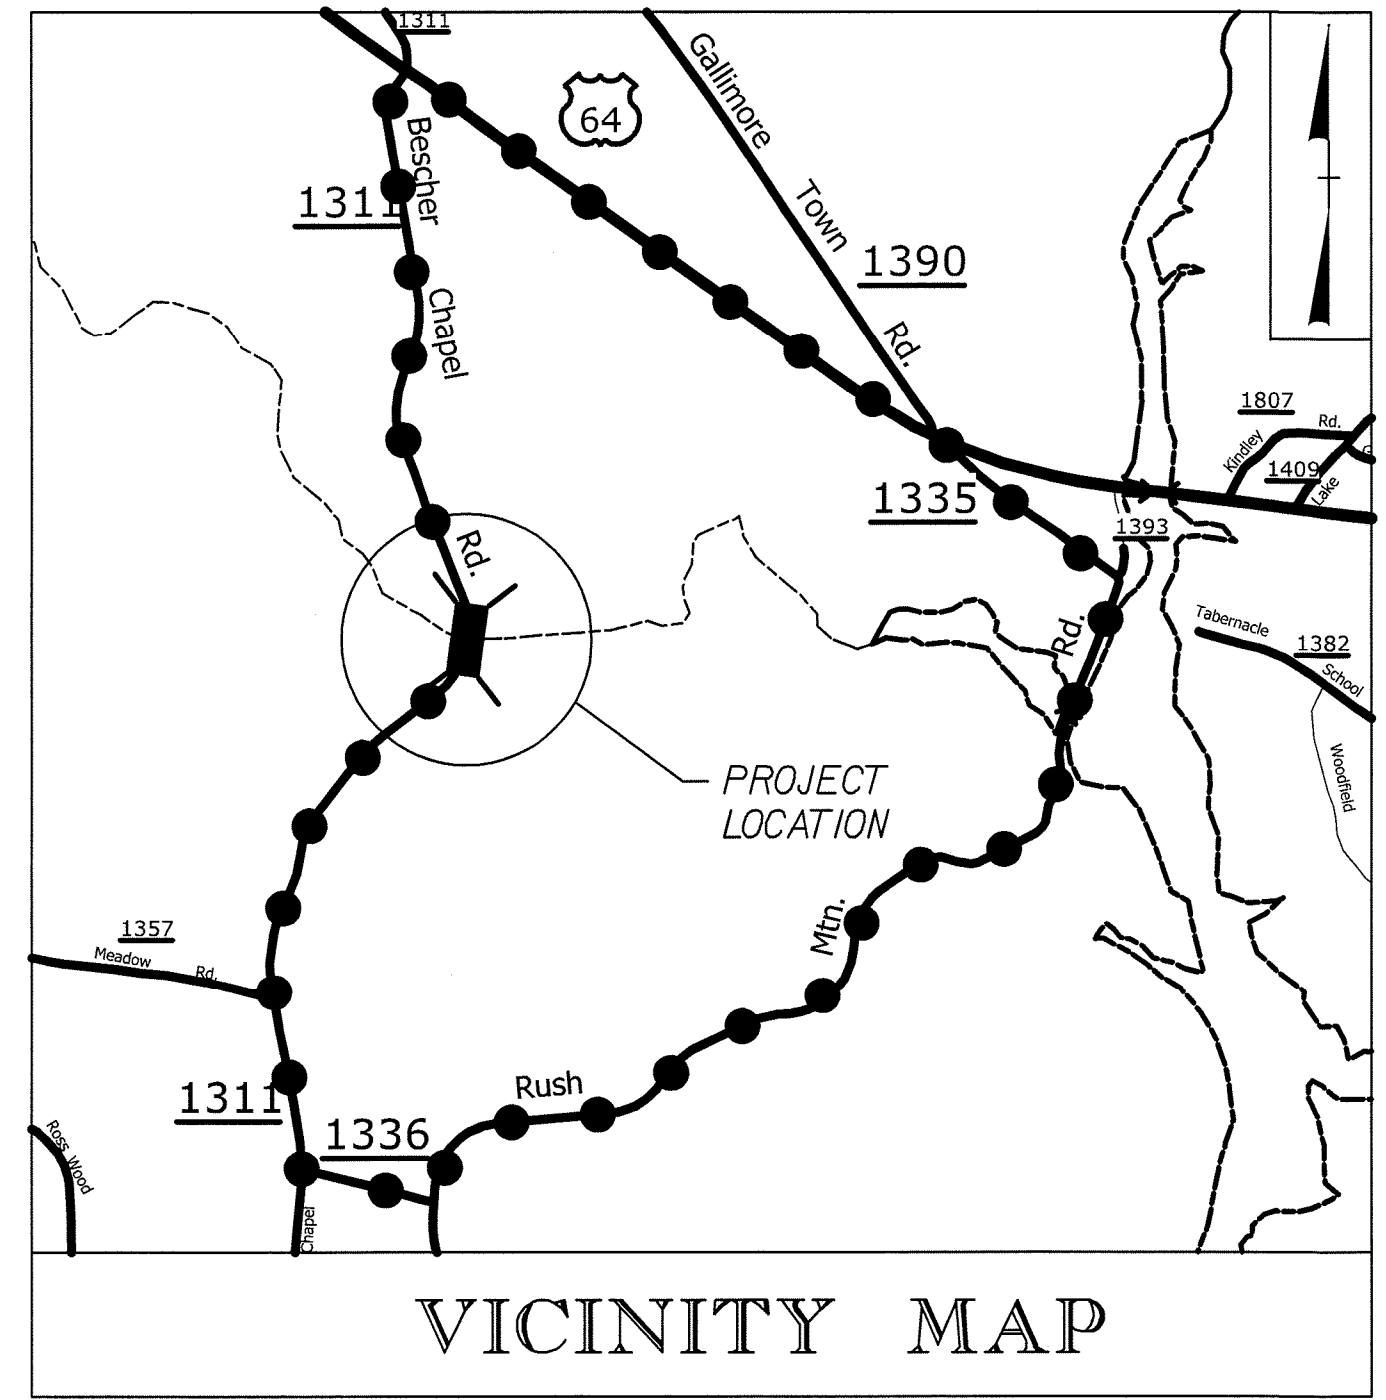 1311
Gallimore
64
Bescher
1311
Town
1390
Chapel
Rd.
1807
Rd.
Kindley
1409
Lake
G
1335
1393
Rd.
Tabernacle
1382
School
Rd.
Woodfield
PROJECT
LOCATION
Mtn.
1357
Meadow
Rd.
Rush
1311
1336
Ross Wood
Chapel
VICINITY MAP